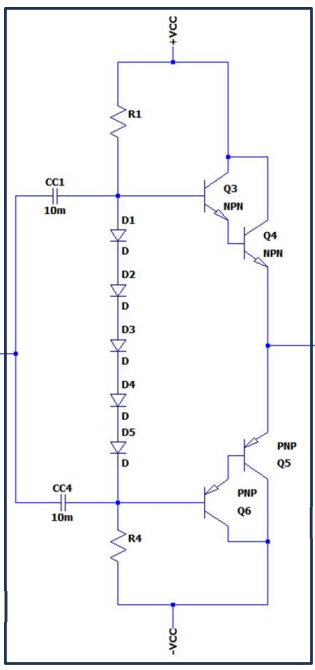 +VCC
R1
CC1
10m
Q3
NPN
D1
D
Q4
NPN
D2
D
D3
D
D4
D
D5
D
PNP
Q5
CC4
10m
PNP
Q6
R4
-VCC